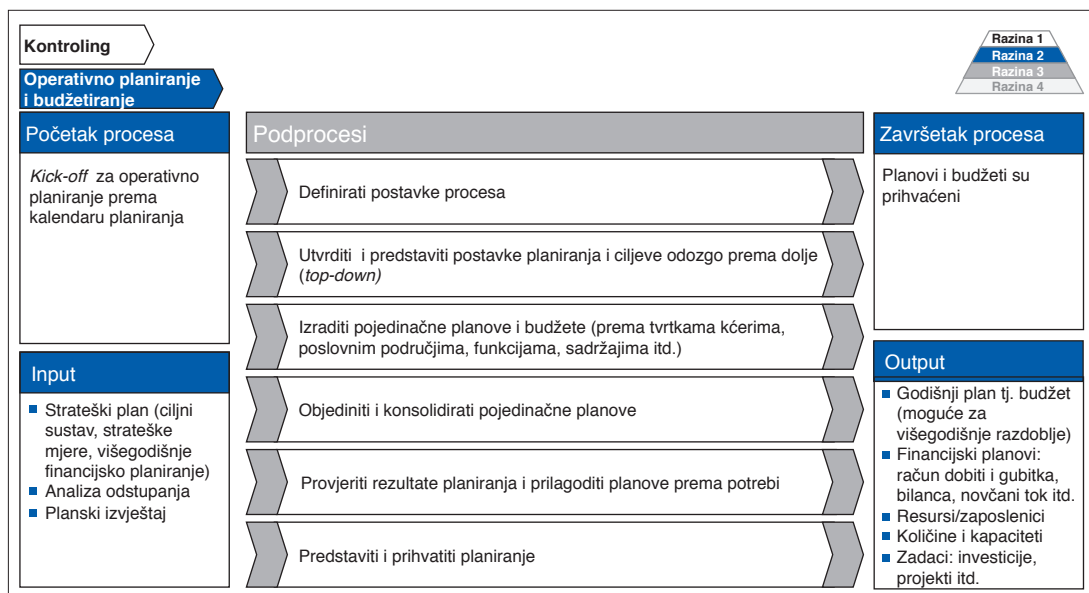 Kontroling
Operativno planiranje
i budžetiranje
Razina 1
Razina 2
Razina 3
Razina 4
Početak procesa
Kick-off za operativno
planiranje prema
kalendaru planiranja
Input
Strateški plan (ciljni
sustav, strateške
mjere, višegodišnje
financijsko planiranje)
Analiza odstupanja
Planski izvještaj
Podprocesi
Definirati postavke procesa
Utvrditi i predstaviti postavke planiranja i ciljeve odozgo prema dolje
(top-down)
Izraditi pojedinačne planove i budžete (prema tvrtkama kćerima,
poslovnim područjima, funkcijama, sadržajima itd.)
Objediniti i konsolidirati pojedinačne planove
Provjeriti rezultate planiranja i prilagoditi planove prema potrebi
Predstaviti i prihvatiti planiranje
Završetak procesa
Planovi i budžeti su
prihvaćeni
Output
Godišnji plan tj. budžet
(moguće za
višegodišnje razdoblje)
Financijski planovi:
račun dobiti i gubitka,
bilanca, novčani tok itd.
Resursi/zaposlenici
Količine i kapaciteti
Zadaci: investicije,
projekti itd.